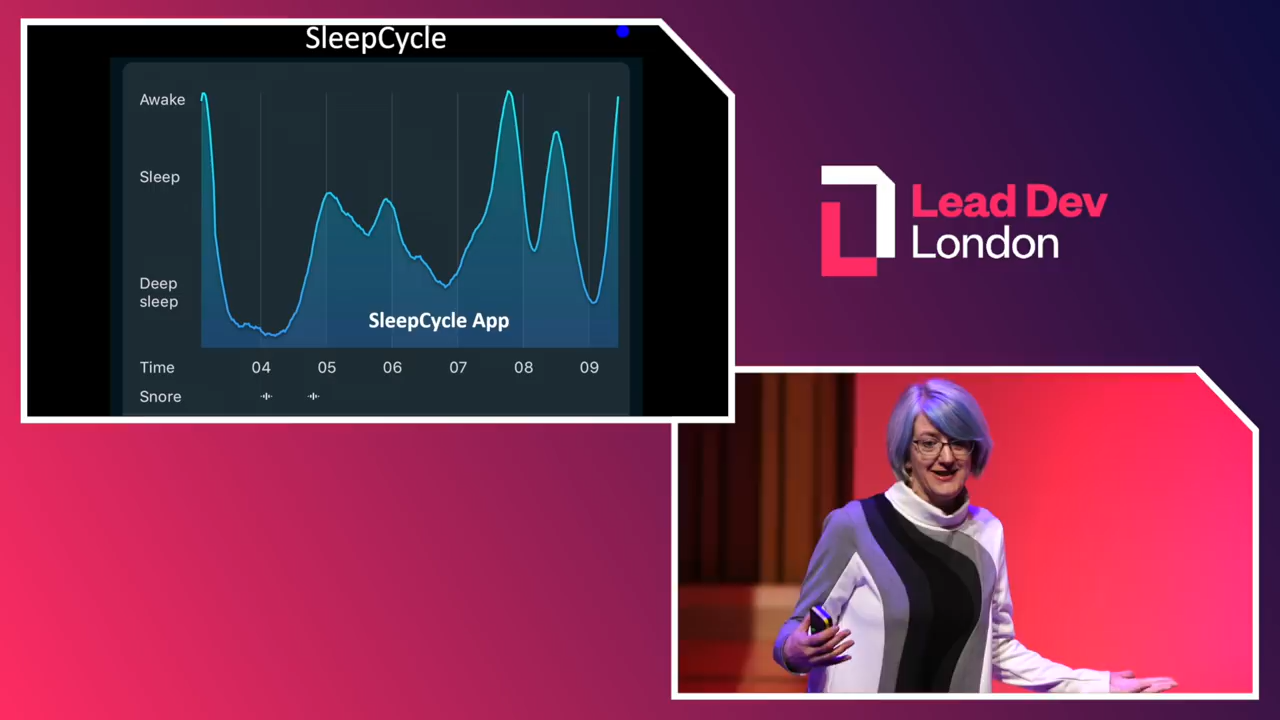 SleepCycle
Awake
Sleep
Deep
sleep
SleepCycle App
Time 04 05 06 07 08 09
Snore
Lead Dev
London